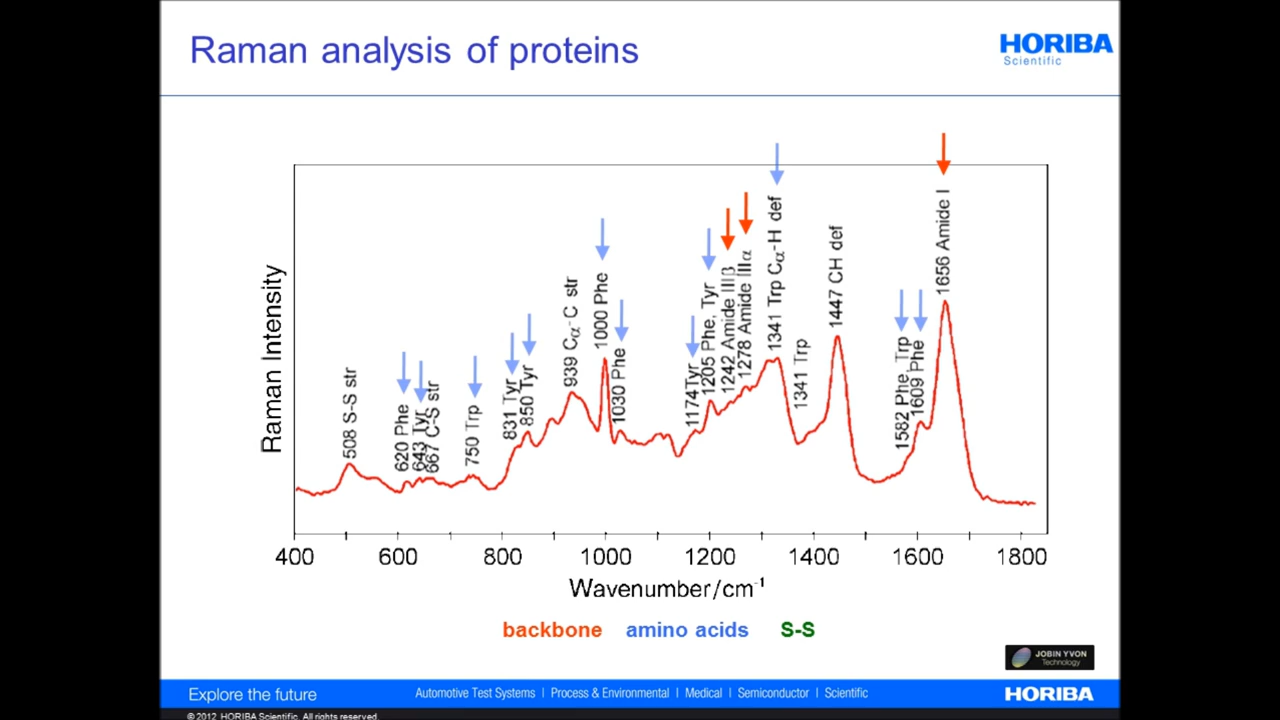 Raman analysis of proteins
HORIBA
Scientific
Raman Intensity
508 S-S str
620 Phe
643 Tyr
667 C-S str
750 Trp
831 Tyr
850 Tyr
939 Cα-C str
1000 Phe
1030 Phe
1174Tyr
1205 Phe, Tyr
1242 Amide IIIβ
1278 Amide IIIα
1341 Trp Cα-H def
1341 Trp
1447 CH def
1582 Phe, Trp
1609 Phe
1656 Amide I
400 600 800 1000 1200 1400 1600 1800
Wavenumber/cm⁻¹
backbone amino acids S-S
JOBIN YVON
Technology
Explore the future
Automotive Test Systems | Process & Environmental | Medical | Semiconductor | Scientific
HORIBA
© 2012 HORIBA Scientific. All rights reserved.